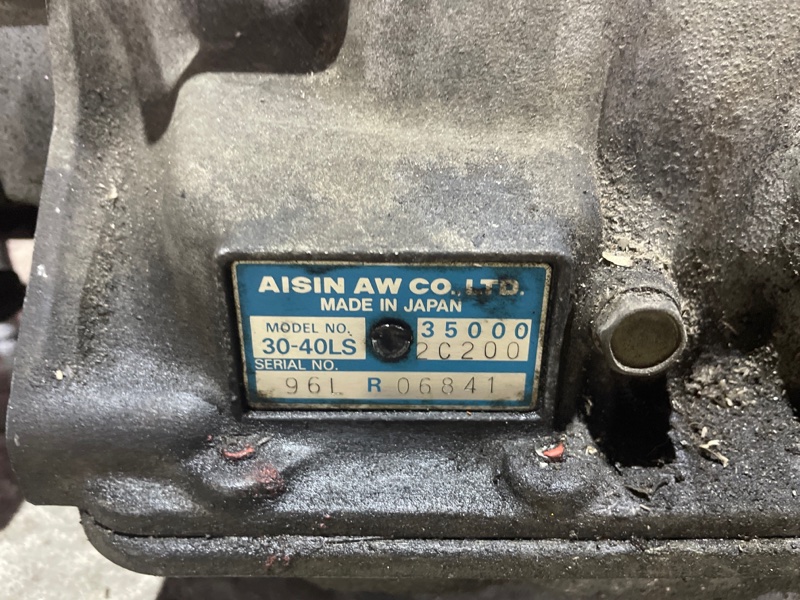 AISIN AW CO.,LTD.
MADE IN JAPAN
MODEL NO. 35000
30-40LS 2C200
SERIAL NO.
96L R 06841